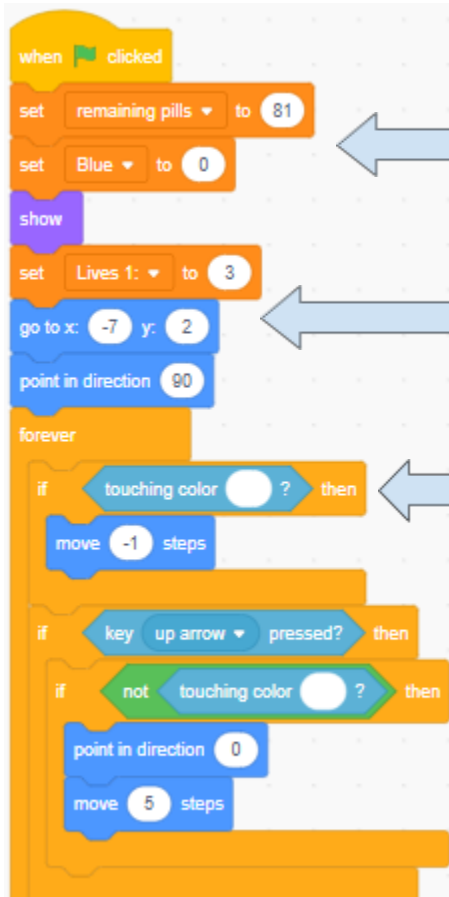 when clicked
set remaining pills to 81
set Blue to 0
show
set Lives 1: to 3
go to x: -7 y: 2
point in direction 90
forever
if touching color ? then
move -1 steps
if key up arrow pressed? then
if not touching color ? then
point in direction 0
move 5 steps